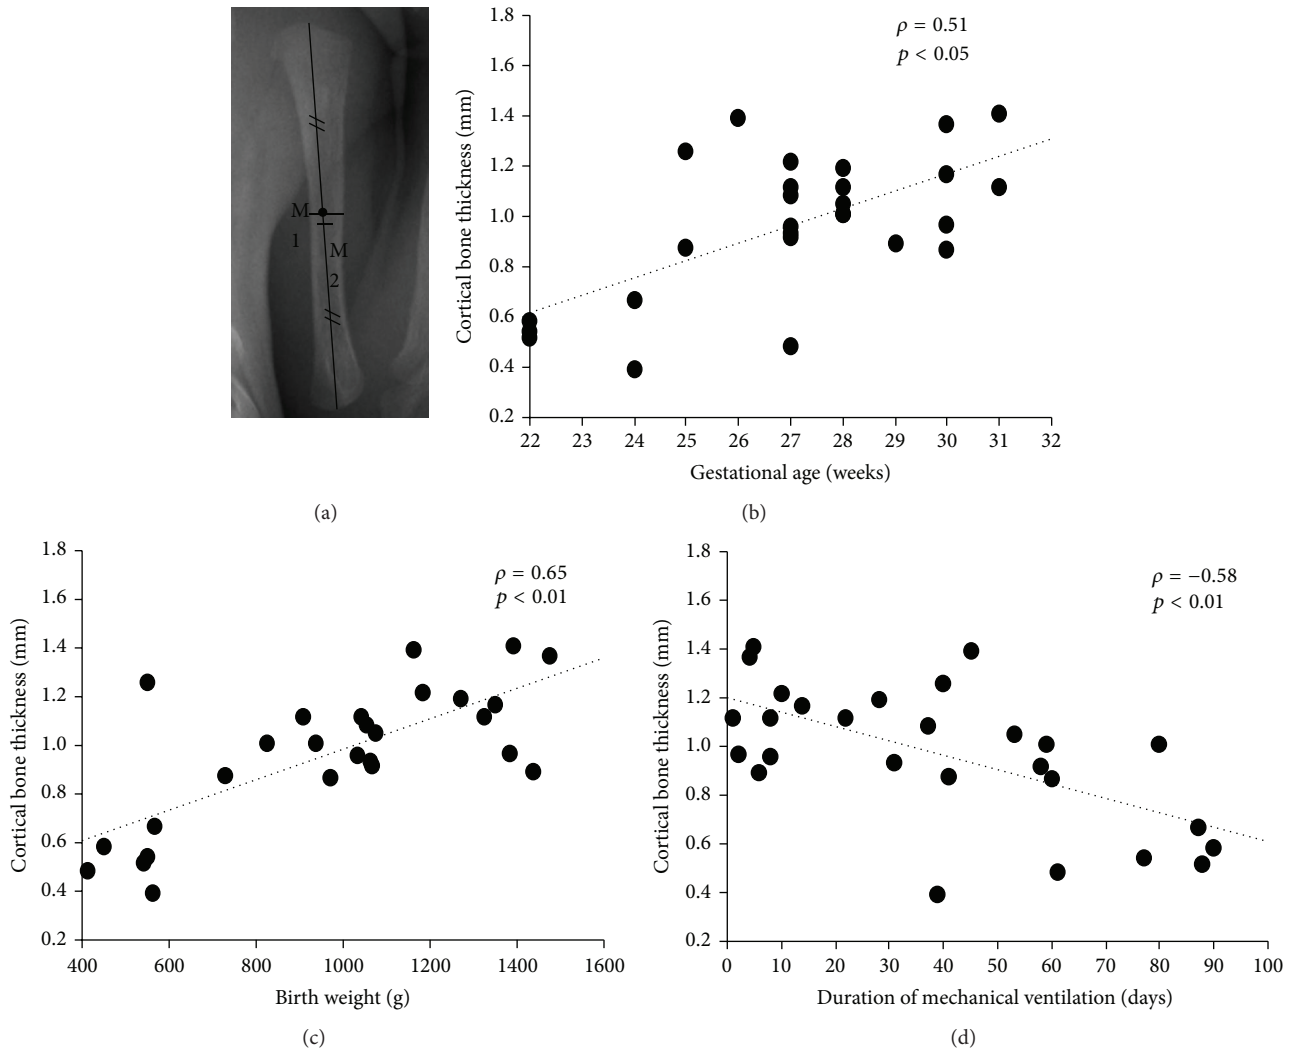 M
1
M
2
(a)
1.8
1.6
1.4
1.2
1.0
0.8
0.6
0.4
0.2
Cortical bone thickness (mm)
ρ = 0.51
p < 0.05
22 24 25 26 27 28 29 30 31 32
Gestational age (weeks)
(b)
1.8
1.6
1.4
1.2
1.0
0.8
0.6
0.4
0.2
Cortical bone thickness (mm)
ρ = 0.65
p < 0.01
400 600 800 1000 1200 1400 1600
Birth weight (g)
(c)
1.8
1.6
1.4
1.2
1.0
0.8
0.6
0.4
0.2
Cortical bone thickness (mm)
ρ = −0.58
p < 0.01
0 10 20 30 40 50 60 70 80 90 100
Duration of mechanical ventilation (days)
(d)